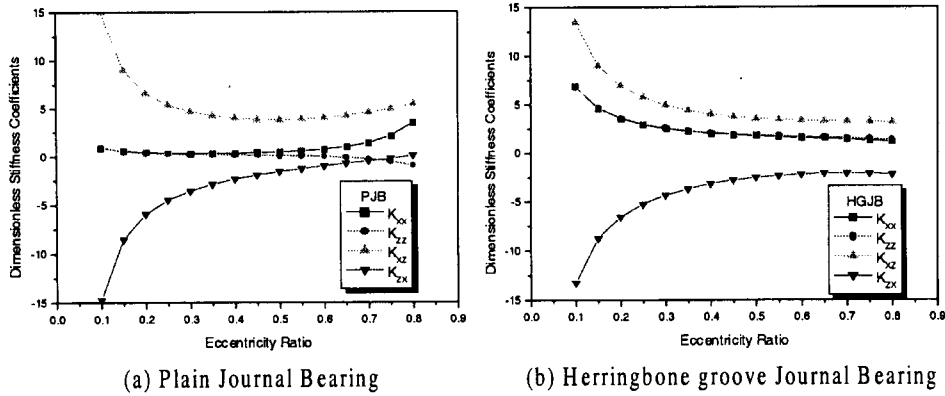 15
10
5
0
-5
-10
-15
0.0 0.1 0.2 0.3 0.4 0.5 0.6 0.7 0.8 0.9
Dimensionless Stiffness Coefficients
Eccentricity Ratio
PJB
Kxx
Kzz
Kxz
Kzx
(a) Plain Journal Bearing
15
10
5
0
-5
-10
-15
0.0 0.1 0.2 0.3 0.4 0.5 0.6 0.7 0.8 0.9
Dimensionless Stiffness Coefficients
Eccentricity Ratio
HGJB
Kxx
Kzz
Kxz
Kzx
(b) Herringbone groove Journal Bearing